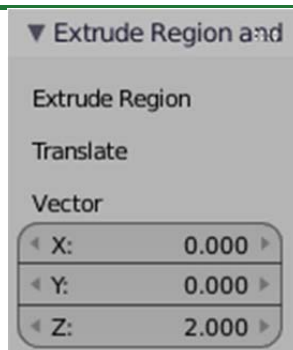 Extrude Region and
Extrude Region
Translate
Vector
X: 0.000
Y: 0.000
Z: 2.000